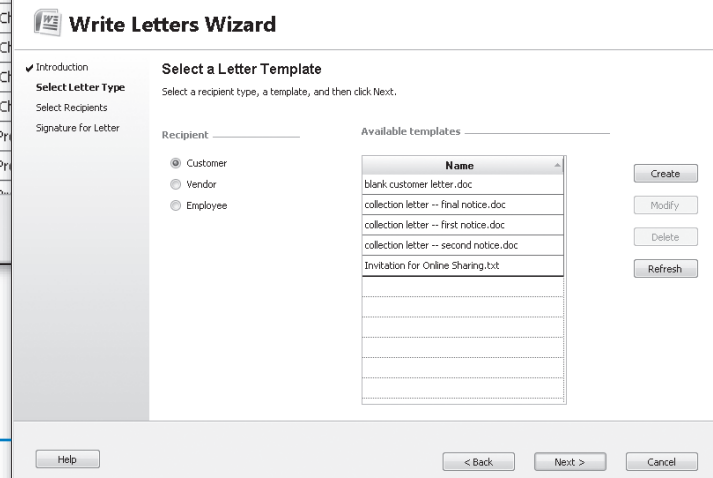 Write Letters Wizard
Introduction
Select Letter Type
Select Recipients
Signature for Letter
Select a Letter Template
Select a recipient type, a template, and then click Next.
Recipient
Customer
Vendor
Employee
Available templates
Name
blank customer letter.doc
collection letter -- final notice.doc
collection letter -- first notice.doc
collection letter -- second notice.doc
Invitation for Online Sharing.txt
Create
Modify
Delete
Refresh
Help
< Back
Next >
Cancel